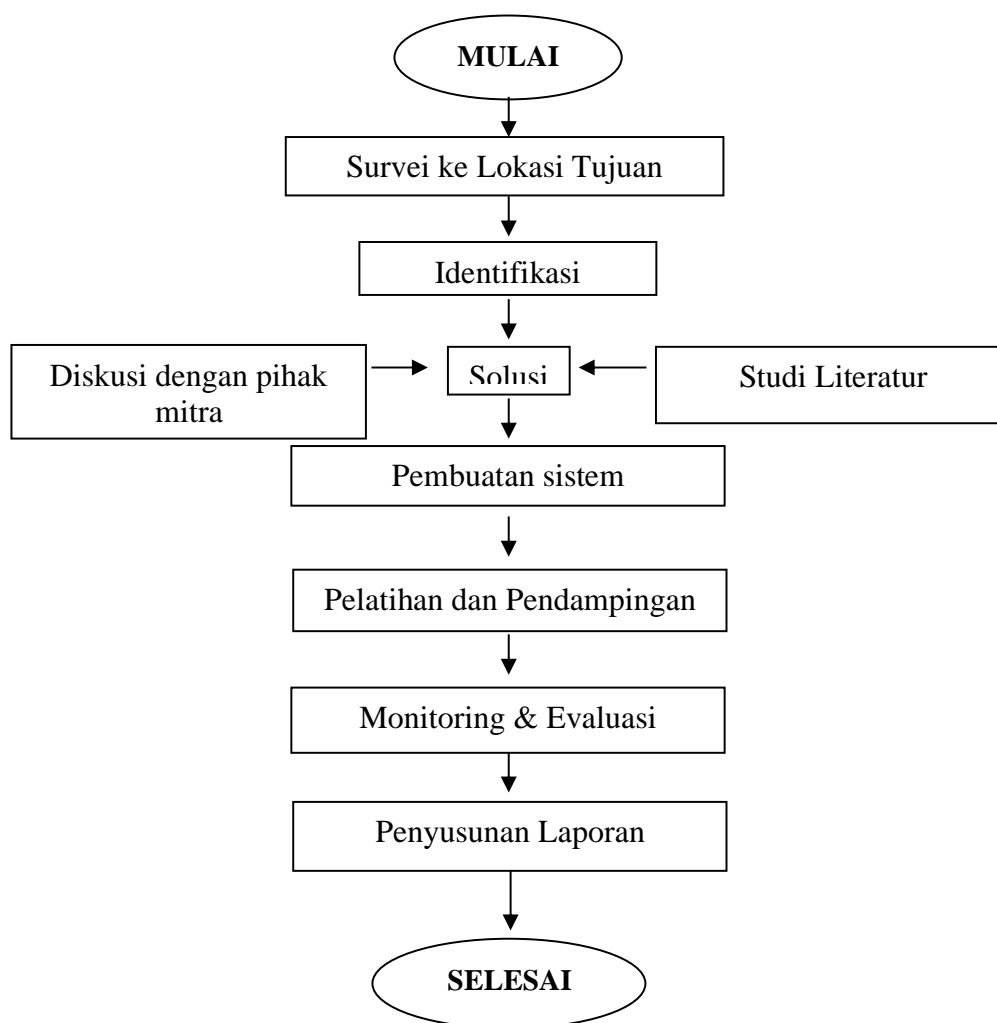 MULAI
Survei ke Lokasi Tujuan
Identifikasi
Diskusi dengan pihak
mitra
Solusi
Studi Literatur
Pembuatan sistem
Pelatihan dan Pendampingan
Monitoring & Evaluasi
Penyusunan Laporan
SELESAI